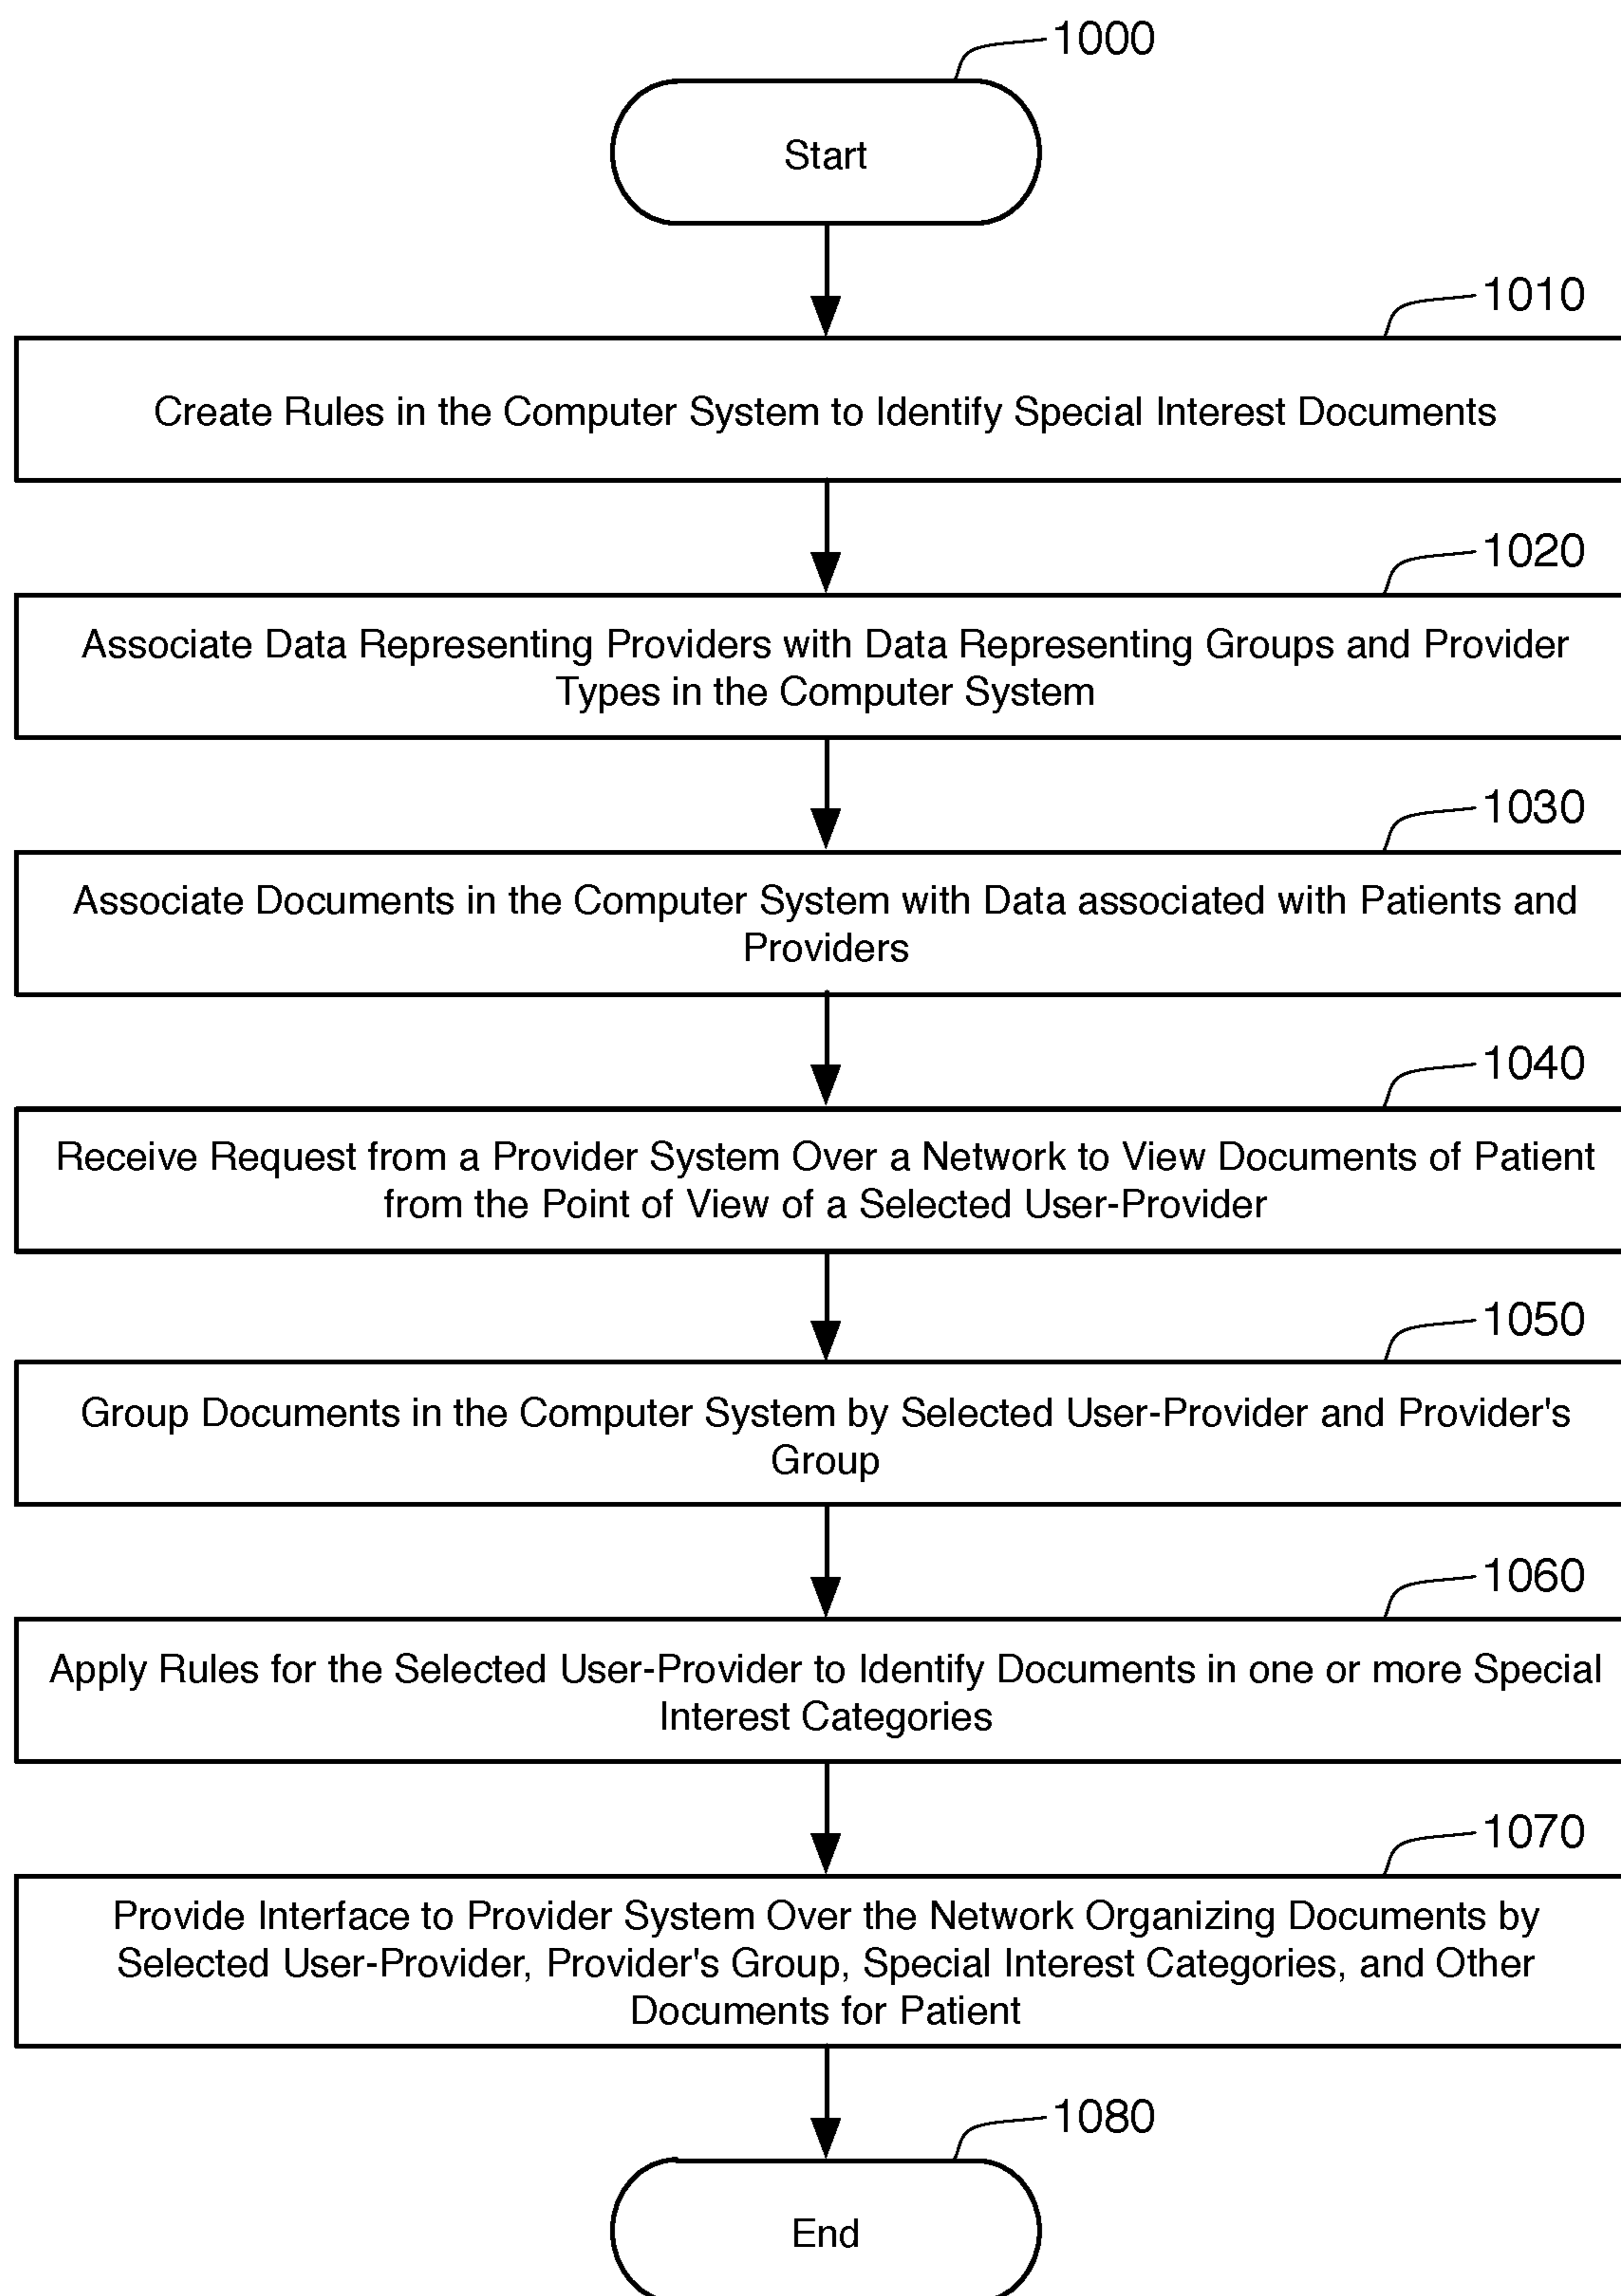 1000
Start
1010
Create Rules in the Computer System to Identify Special Interest Documents
1020
Associate Data Representing Providers with Data Representing Groups and Provider
Types in the Computer System
1030
Associate Documents in the Computer System with Data associated with Patients and
Providers
1040
Receive Request from a Provider System Over a Network to View Documents of Patient
from the Point of View of a Selected User-Provider
1050
Group Documents in the Computer System by Selected User-Provider and Provider's
Group
1060
Apply Rules for the Selected User-Provider to Identify Documents in one or more Special
Interest Categories
1070
Provide Interface to Provider System Over the Network Organizing Documents by
Selected User-Provider, Provider's Group, Special Interest Categories, and Other
Documents for Patient
1080
End